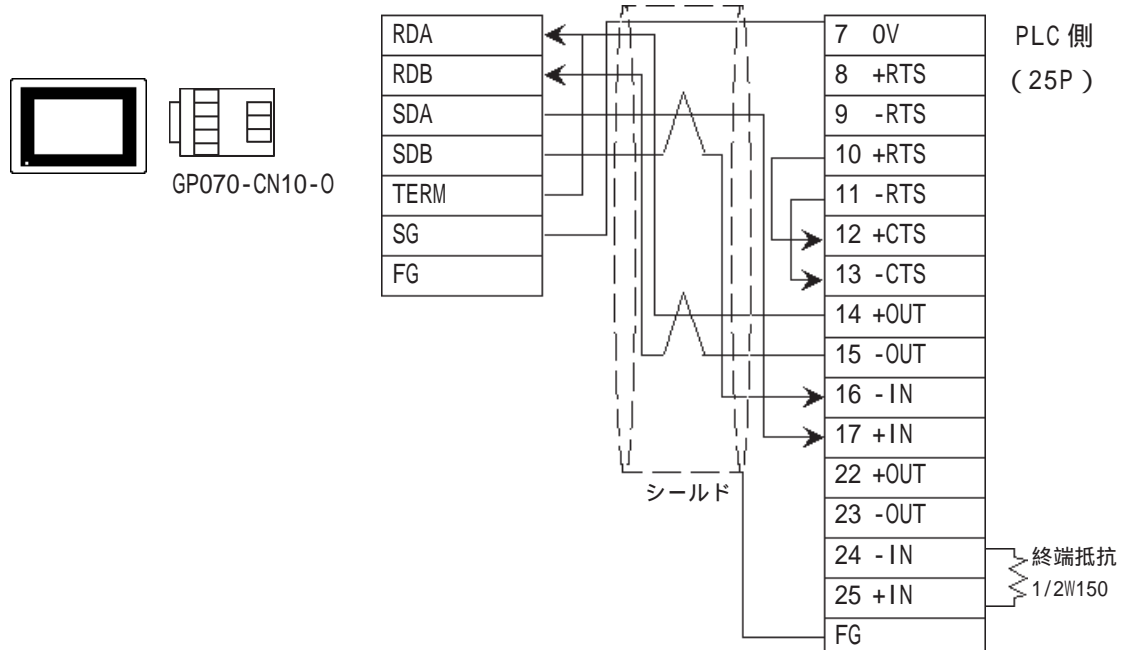 GP070-CN10-0
RDA
RDB
SDA
SDB
TERM
SG
FG
シールド
7 0V
8 +RTS
9 -RTS
10 +RTS
11 -RTS
12 +CTS
13 -CTS
14 +OUT
15 -OUT
16 -IN
17 +IN
22 +OUT
23 -OUT
24 -IN
25 +IN
FG
PLC側
(25P)
終端抵抗
1/2W150